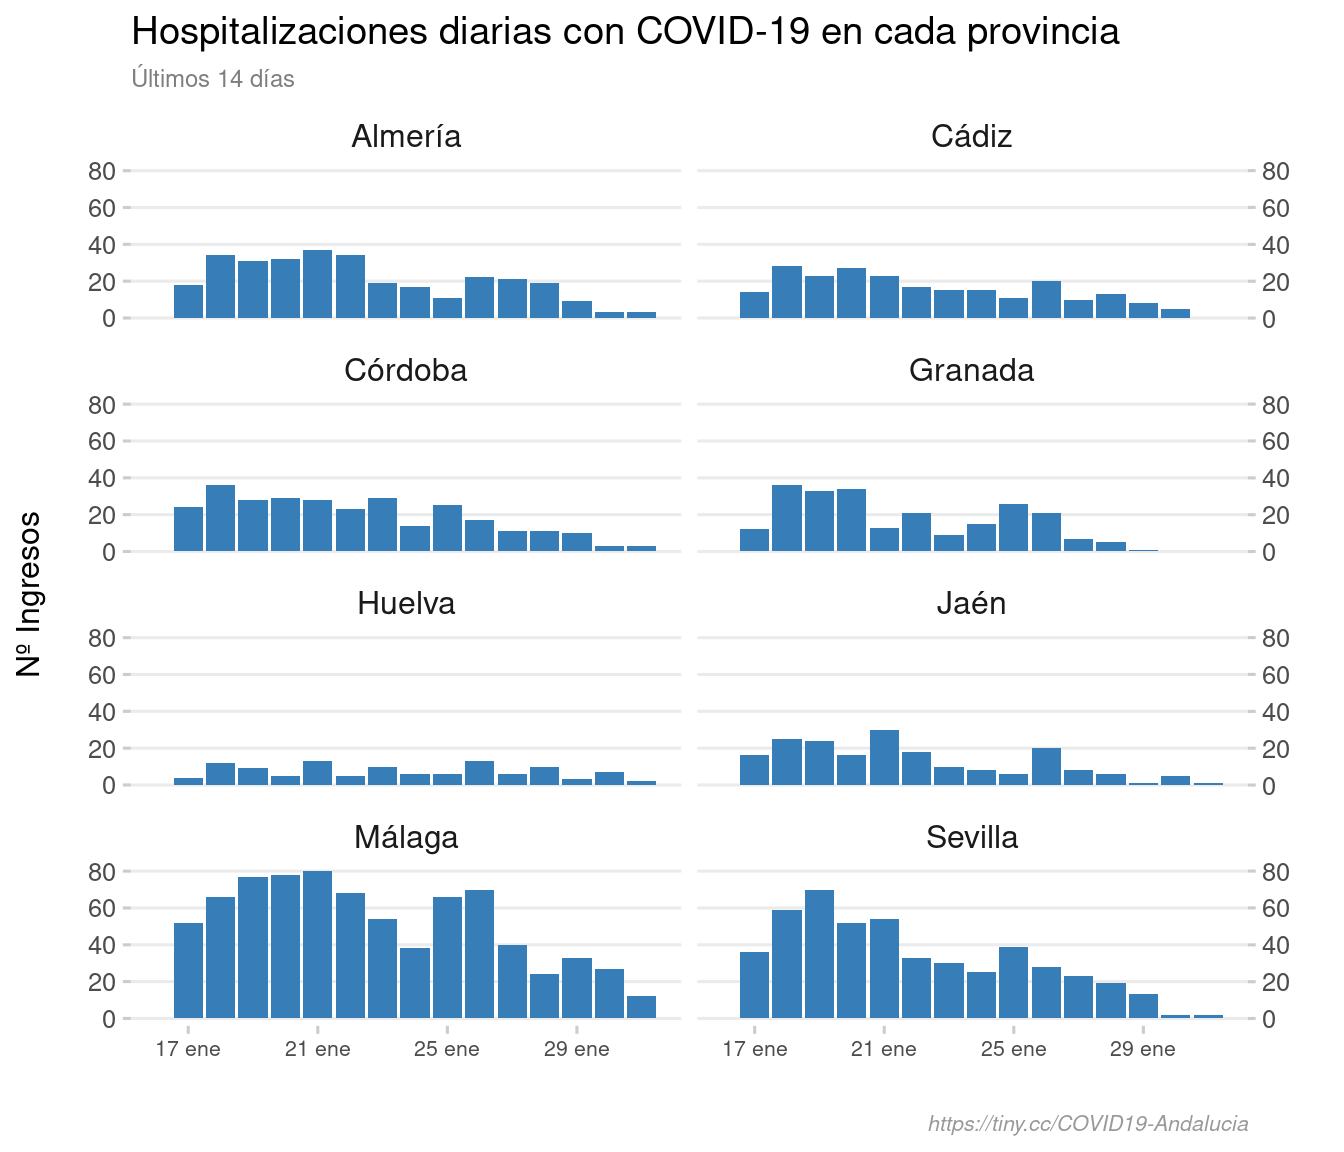 Hospitalizaciones diarias con COVID-19 en cada provincia
Últimos 14 días
Almería Cádiz
80 80
60 60
40 40
20 20
0 0
Córdoba Granada
80 80
60 60
40 40
20 20
0 0
Nº Ingresos
Huelva Jaén
80 80
60 60
40 40
20 20
0 0
Málaga Sevilla
80 80
60 60
40 40
20 20
0 0
17 ene 21 ene 25 ene 29 ene 17 ene 21 ene 25 ene 29 ene
https://tiny.cc/COVID19-Andalucia